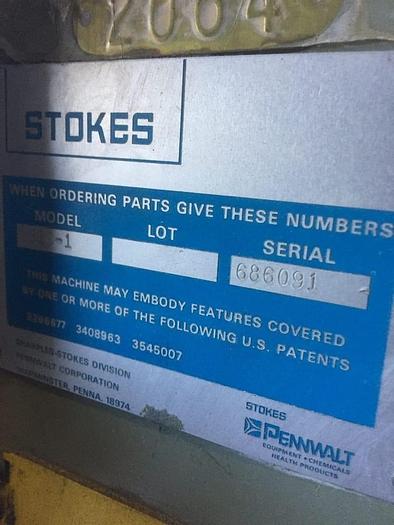 2064
STOKES
WHEN ORDERING PARTS GIVE THESE NUMBERS
MODEL LOT SERIAL
-1 686091
THIS MACHINE MAY EMBODY FEATURES COVERED
BY ONE OR MORE OF THE FOLLOWING U.S. PATENTS
3408963 3545007
SHARPLES-STOKES DIVISION
PENNWALT CORPORATION
WARMINSTER, PENNA. 18974
STOKES
PENNWALT
EQUIPMENT • CHEMICALS
HEALTH PRODUCTS